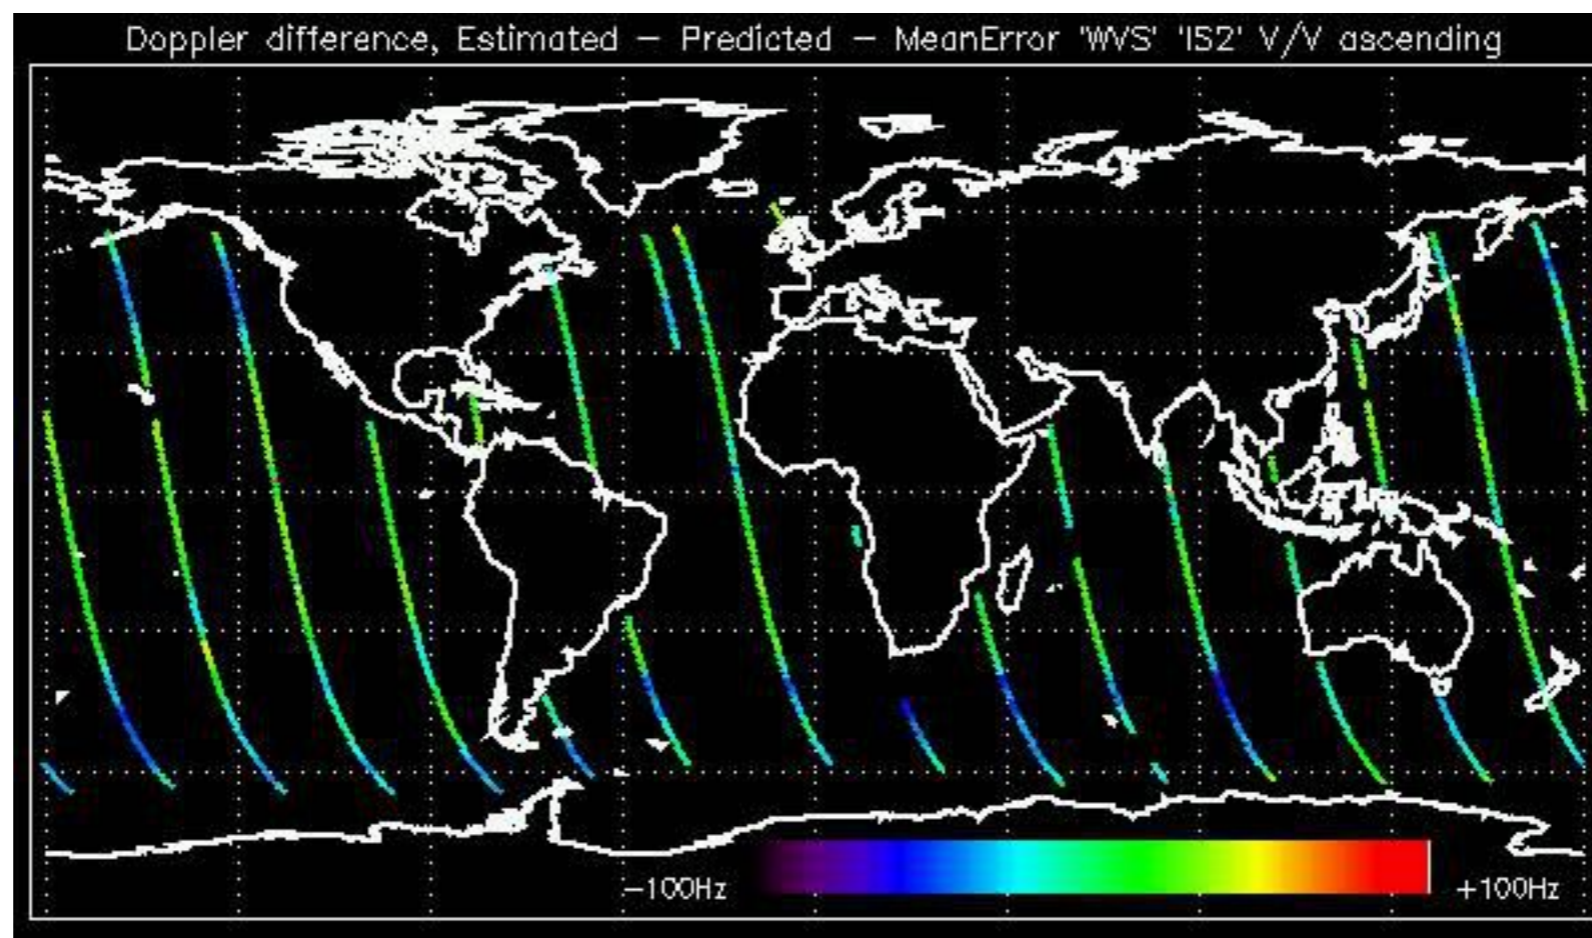 Doppler difference, Estimated – Predicted – MeanError 'WVS' 'IS2' V/V ascending
–100Hz +100Hz